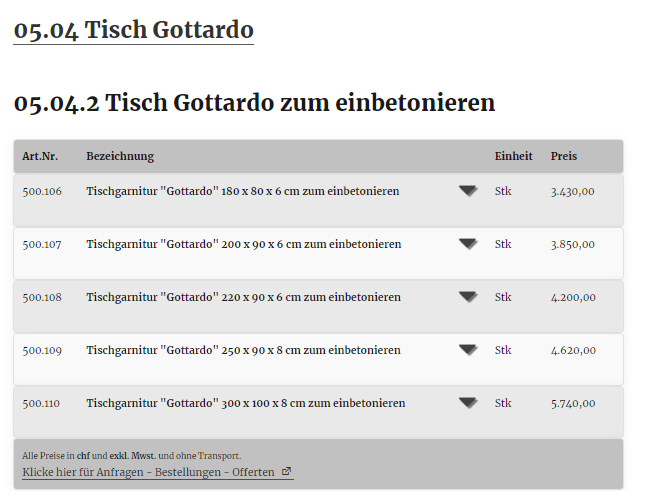 05.04 Tisch Gottardo
05.04.2 Tisch Gottardo zum einbetonieren
Art.Nr. Bezeichnung Einheit Preis
500.106 Tischgarnitur "Gottardo" 180 x 80 x 6 cm zum einbetonieren Stk 3.430,00
500.107 Tischgarnitur "Gottardo" 200 x 90 x 6 cm zum einbetonieren Stk 3.850,00
500.108 Tischgarnitur "Gottardo" 220 x 90 x 6 cm zum einbetonieren Stk 4.200,00
500.109 Tischgarnitur "Gottardo" 250 x 90 x 8 cm zum einbetonieren Stk 4.620,00
500.110 Tischgarnitur "Gottardo" 300 x 100 x 8 cm zum einbetonieren Stk 5.740,00
Alle Preise in chf und exkl. Mwst. und ohne Transport.
Klicke hier für Anfragen - Bestellungen - Offerten